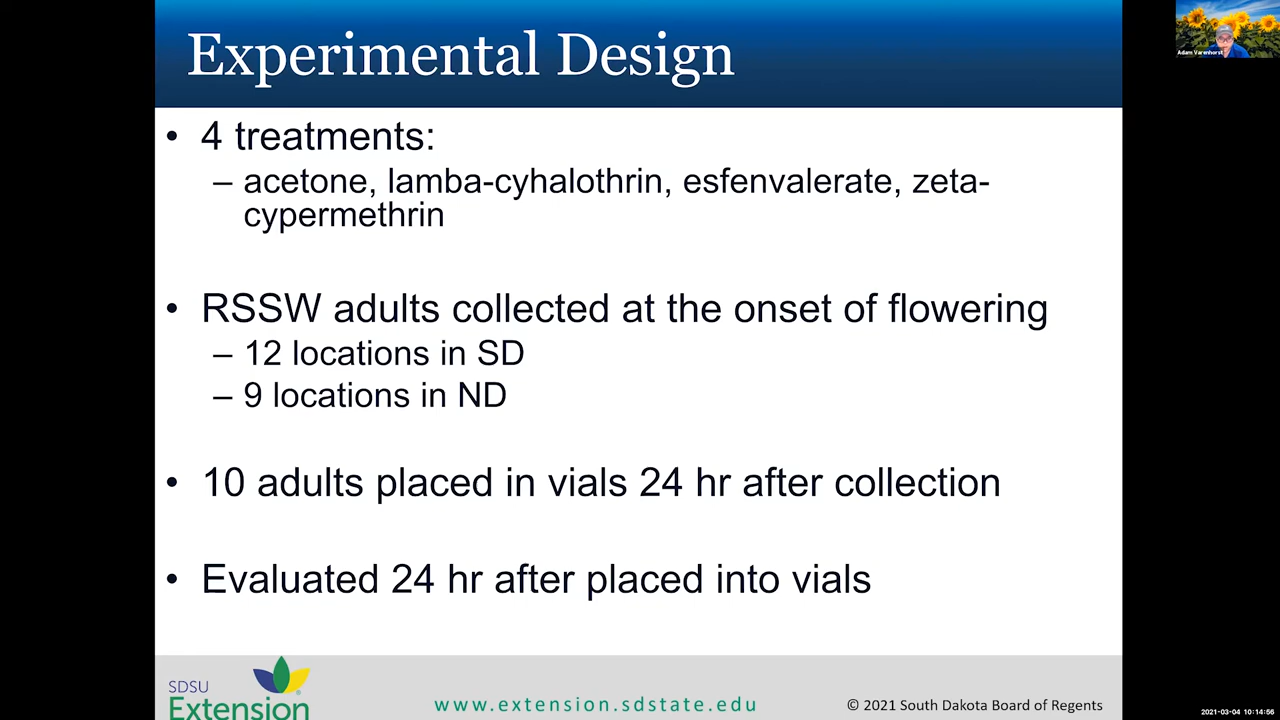 Experimental Design
Adam Varenhorst
• 4 treatments:
– acetone, lamba-cyhalothrin, esfenvalerate, zeta-
cypermethrin
• RSSW adults collected at the onset of flowering
– 12 locations in SD
– 9 locations in ND
• 10 adults placed in vials 24 hr after collection
• Evaluated 24 hr after placed into vials
SDSU
Extension
www.extension.sdstate.edu
© 2021 South Dakota Board of Regents
2021-03-04 10:14:56